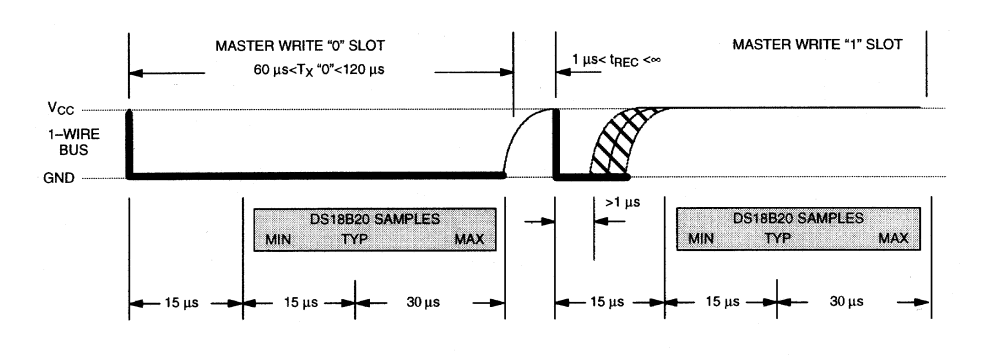 MASTER WRITE “0” SLOT
60 µs<TX “0”<120 µs
1 µs< tREC <∞
MASTER WRITE “1” SLOT
VCC
1–WIRE
BUS
GND
>1 µs
DS18B20 SAMPLES
MIN TYP MAX
DS18B20 SAMPLES
MIN TYP MAX
15 µs 15 µs 30 µs 15 µs 15 µs 30 µs